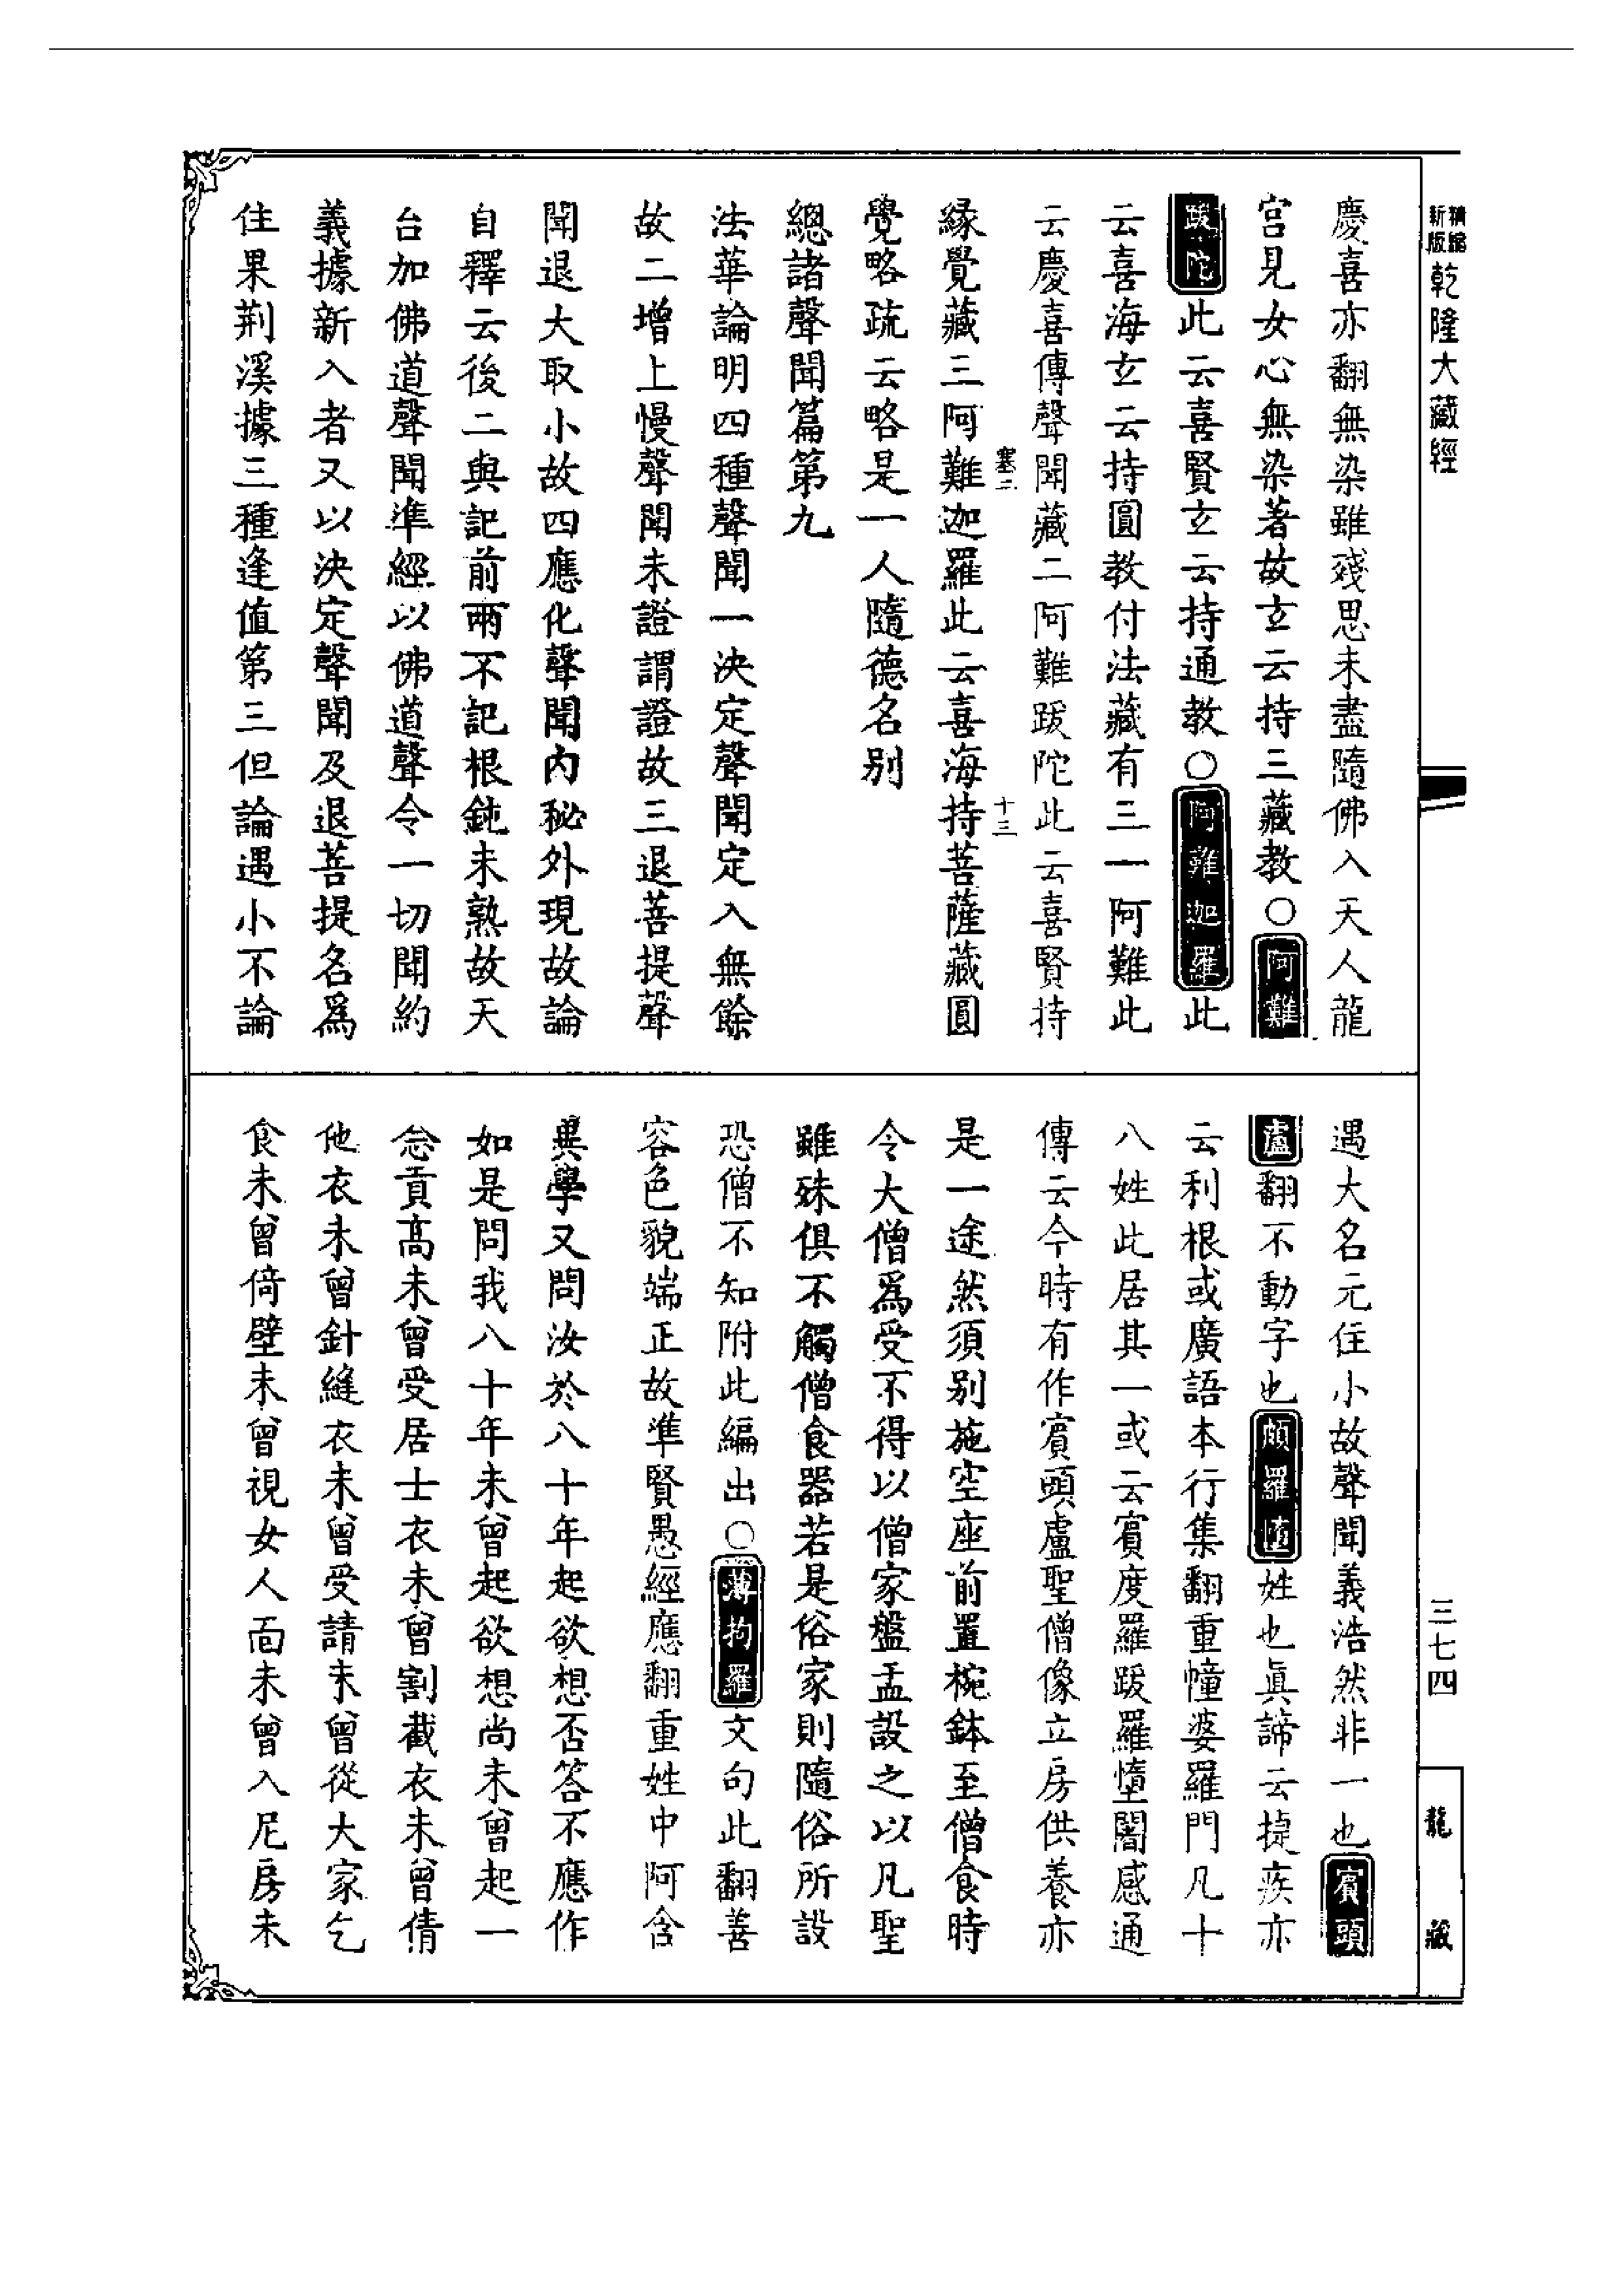 新版精縮乾隆大藏經
慶喜亦翻無染雖殘思未盡隨佛入天人龍
宮見女心無染著故玄云持三藏教○阿難
跋陀此云喜賢玄云持通教○阿難迦羅此
云喜海玄云持圓教付法藏有三一阿難此
云慶喜傳聲聞藏二阿難跋陀此云喜賢持
塞二 十三
緣覺藏三阿難迦羅此云喜海持菩薩藏圓
覺略疏云略是一人隨德名別
總諸聲聞篇第九
法華論明四種聲聞一決定聲聞定入無餘
故二增上慢聲聞未證謂證故三退菩提聲
聞退大取小故四應化聲聞內秘外現故論
自釋云後二與記前兩不記根鈍未熟故天
台加佛道聲聞準經以佛道聲令一切聞約
義據新入者又以決定聲聞及退菩提名爲
住果荆溪據三種逢值第三但論遇小不論
遇大名元住小故聲聞義浩然非一也賓頭
盧翻不動字也頗羅墮姓也眞諦云捷疾亦
云利根或廣語本行集翻重幢婆羅門凡十
八姓此居其一或云賓度羅跋羅墮闍感通
傳云今時有作賓頭盧聖僧像立房供養亦
是一途然須別施空座前置椀鉢至僧食時
令大僧爲受不得以僧家盤盂設之以凡聖
雖殊俱不觸僧食器若是俗家則隨俗所設
恐僧不知附此編出○薄拘羅文句此翻善
容色貌端正故準賢愚經應翻重姓中阿含
異學又問汝於八十年起欲想否答不應作
如是問我八十年未曾起欲想尚未曾起一
念貢高未曾受居士衣未曾割截衣未曾倩
他衣未曾針縫衣未曾受請未曾從大家乞
食未曾倚壁未曾視女人面未曾入尼房未
三七四
龍藏